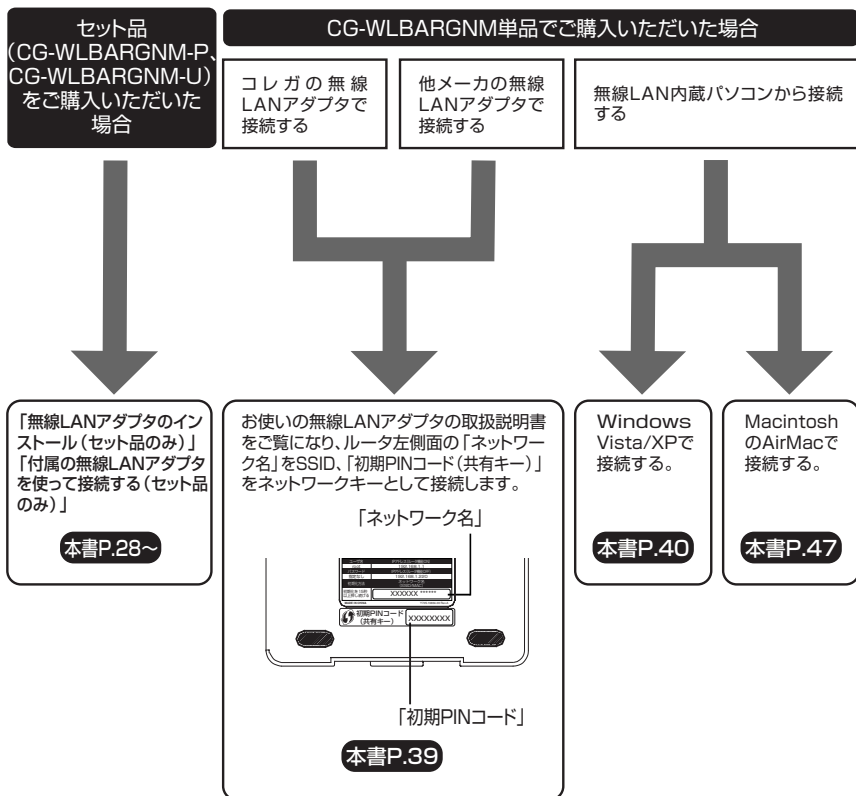 セット品
(CG-WLBARGNM-P、
CG-WLBARGNM-U)
をご購入いただいた
場合
CG-WLBARGNM単品でご購入いただいた場合
コレガの無線
LANアダプタで
接続する
他メーカの無線
LANアダプタで
接続する
無線LAN内蔵パソコンから接続
する
「無線LANアダプタのイン
ストール(セット品のみ)」
「付属の無線LANアダプタ
を使って接続する(セット品
のみ)」
本書P.28~
お使いの無線LANアダプタの取扱説明書
をご覧になり、ルータ左側面の「ネットワー
ク名」をSSID、「初期PINコード(共有キー)」
をネットワークキーとして接続します。
「ネットワーク名」
XXXXXX ******
初期PINコード
(共有キー)
XXXXXXXX
「初期PINコード」
本書P.39
Windows
Vista/XPで
接続する。
本書P.40
Macintosh
のAirMacで
接続する。
本書P.47